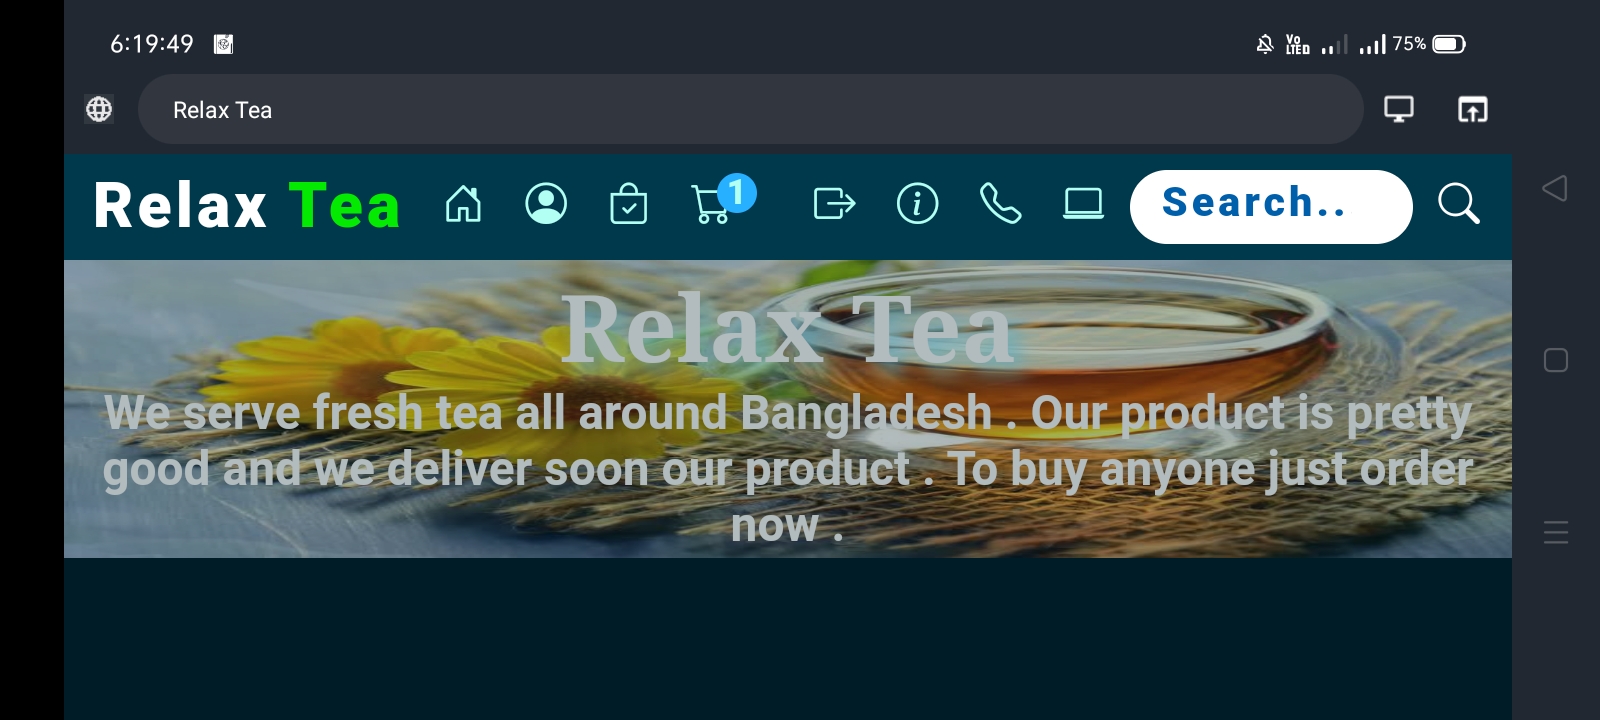 6:19:49
Vo LTE D 75%
Relax Tea
Relax Tea
1
i
Search..
Relax Tea
We serve fresh tea all around Bangladesh . Our product is pretty
good and we deliver soon our product . To buy anyone just order
now .